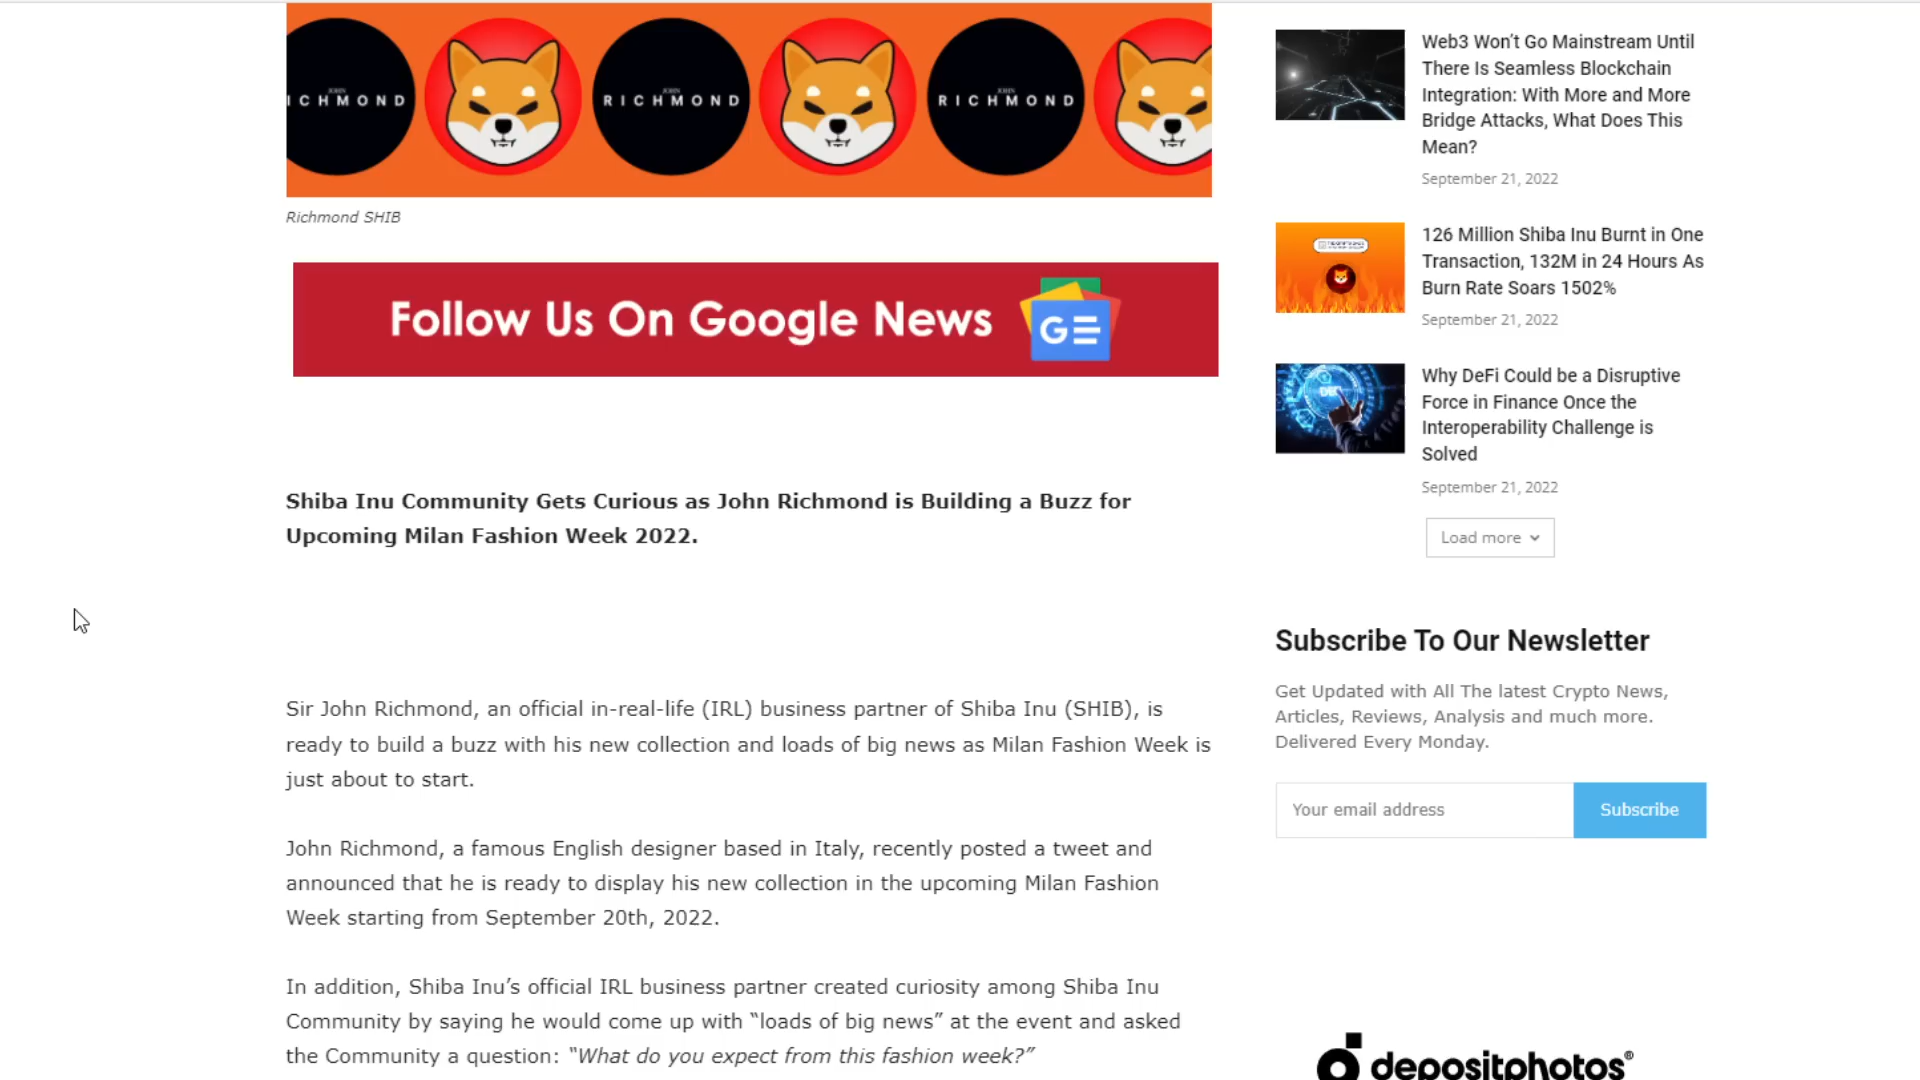 ICHMOND
JOHN
RICHMOND
JOHN
RICHMOND
Richmond SHIB
Follow Us On Google News
G
Shiba Inu Community Gets Curious as John Richmond is Building a Buzz for
Upcoming Milan Fashion Week 2022.
Sir John Richmond, an official in-real-life (IRL) business partner of Shiba Inu (SHIB), is
ready to build a buzz with his new collection and loads of big news as Milan Fashion Week is
just about to start.
John Richmond, a famous English designer based in Italy, recently posted a tweet and
announced that he is ready to display his new collection in the upcoming Milan Fashion
Week starting from September 20th, 2022.
In addition, Shiba Inu’s official IRL business partner created curiosity among Shiba Inu
Community by saying he would come up with “loads of big news” at the event and asked
the Community a question: “What do you expect from this fashion week?”
Web3 Won’t Go Mainstream Until
There Is Seamless Blockchain
Integration: With More and More
Bridge Attacks, What Does This
Mean?
September 21, 2022
126 Million Shiba Inu Burnt in One
Transaction, 132M in 24 Hours As
Burn Rate Soars 1502%
September 21, 2022
Why DeFi Could be a Disruptive
Force in Finance Once the
Interoperability Challenge is
Solved
September 21, 2022
Load more
Subscribe To Our Newsletter
Get Updated with All The latest Crypto News,
Articles, Reviews, Analysis and much more.
Delivered Every Monday.
Your email address
Subscribe
depositphotos®